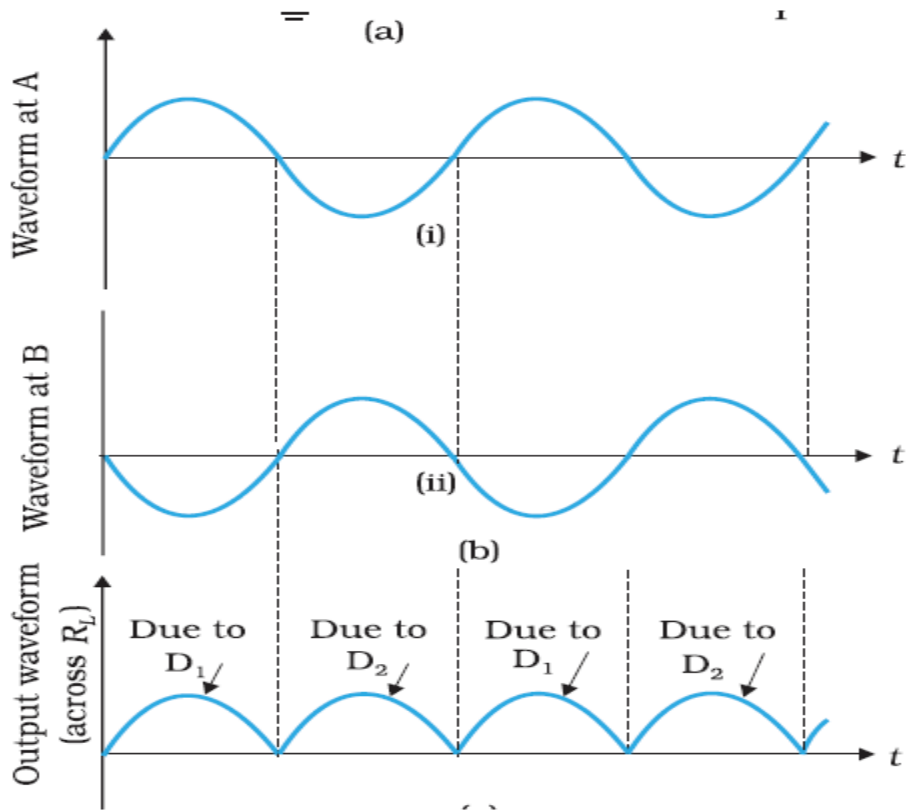 (a)
Waveform at A
t
(i)
Waveform at B
t
(ii)
(b)
Output waveform
(across R_L)
Due to
D₁
Due to
D₂
Due to
D₁
Due to
D₂
t